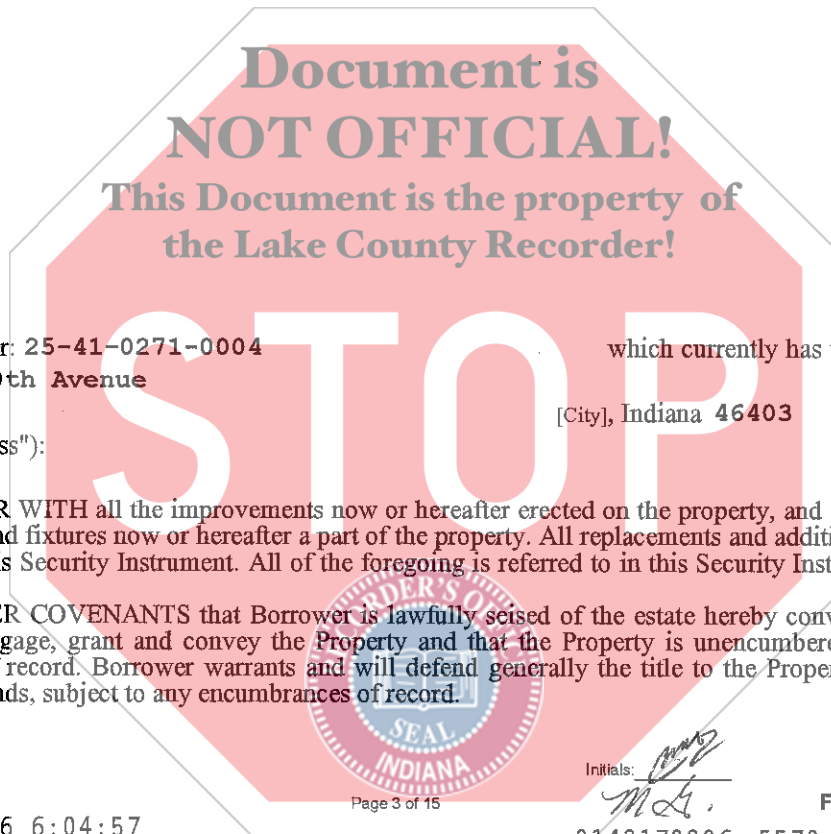 Document is
NOT OFFICIAL!
This Document is the property of
the Lake County Recorder!
STOP
r: 25-41-0271-0004 which currently has
th Avenue
[City], Indiana 46403
ss"):
R WITH all the improvements now or hereafter erected on the property, and
nd fixtures now or hereafter a part of the property. All replacements and additi
is Security Instrument. All of the foregoing is referred to in this Security Inst
ER COVENANTS that Borrower is lawfully seised of the estate hereby conv
gage, grant and convey the Property and that the Property is unencumbere
f record. Borrower warrants and will defend generally the title to the Proper
nds, subject to any encumbrances of record.
RECORDER'S OFFICE
SEAL
INDIANA
Initials:
M.G.
Page 3 of 15
6 6:04:57